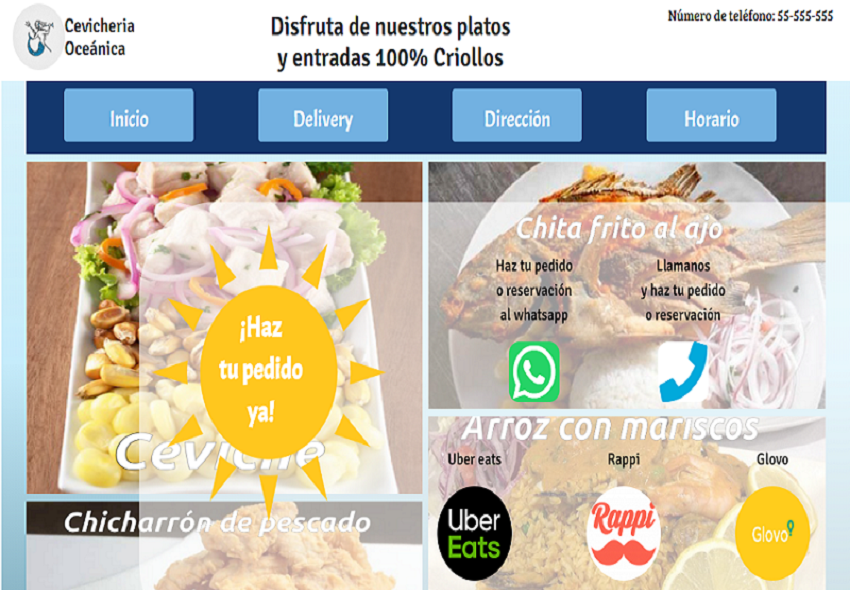 Cevicheria
Oceánica
Disfruta de nuestros platos
y entradas 100% Criollos
Número de teléfono: 55-555-555
Inicio
Delivery
Dirección
Horario
Chita frito al ajo
Haz tu pedido
o reservación
al whatsapp
Llamanos
y haz tu pedido
o reservación
¡Haz
tu pedido
ya!
Ceviche
Arroz con mariscos
Uber eats
Rappi
Glovo
Uber
Eats
Rappi
Glovo
Chicharrón de pescado